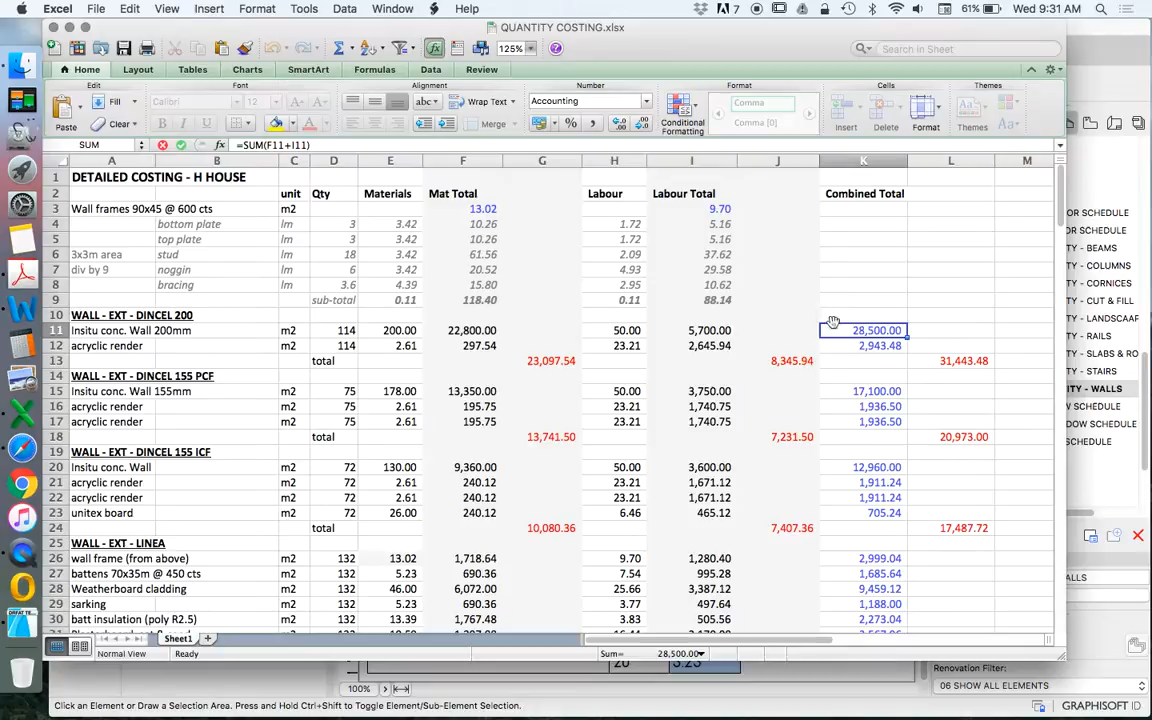 Excel File Edit View Insert Format Tools Data Window Help 7 61% Wed 9:31 AM
QUANTITY COSTING.xlsx
125% Search in Sheet
Home Layout Tables Charts SmartArt Formulas Data Review
Edit Font Alignment Number Format Cells Themes
Paste Fill Clear Calibri 12 abc Wrap Text Merge Accounting Conditional Formatting Comma Comma [0] Insert Delete Format Themes Aa
SUM fx =SUM(F11+I11)
A B C D E F G H I J K L M
1 DETAILED COSTING - H HOUSE
2 unit Qty Materials Mat Total Labour Labour Total Combined Total
3 Wall frames 90x45 @ 600 cts m2 13.02 9.70
4 bottom plate lm 3 3.42 10.26 1.72 5.16
5 top plate lm 3 3.42 10.26 1.72 5.16
6 3x3m area stud lm 18 3.42 61.56 2.09 37.62
7 div by 9 noggin lm 6 3.42 20.52 4.93 29.58
8 bracing lm 3.6 4.39 15.80 2.95 10.62
9 sub-total 0.11 118.40 0.11 88.14
10 WALL - EXT - DINCEL 200
11 Insitu conc. Wall 200mm m2 114 200.00 22,800.00 50.00 5,700.00 28,500.00
12 acrylic render m2 114 2.61 297.54 23.21 2,645.94 2,943.48
13 total 23,097.54 8,345.94 31,443.48
14 WALL - EXT - DINCEL 155 PCF
15 Insitu conc. Wall 155mm m2 75 178.00 13,350.00 50.00 3,750.00 17,100.00
16 acryclic render m2 75 2.61 195.75 23.21 1,740.75 1,936.50
17 acryclic render m2 75 2.61 195.75 23.21 1,740.75 1,936.50
18 total 13,741.50 7,231.50 20,973.00
19 WALL - EXT - DINCEL 155 ICF
20 Insitu conc. Wall m2 72 130.00 9,360.00 50.00 3,600.00 12,960.00
21 acryclic render m2 72 2.61 240.12 23.21 1,671.12 1,911.24
22 acryclic render m2 72 2.61 240.12 23.21 1,671.12 1,911.24
23 unitex board m2 72 26.00 240.12 6.46 465.12 705.24
24 total 10,080.36 7,407.36 17,487.72
25 WALL - EXT - LINEA
26 wall frame (from above) m2 132 13.02 1,718.64 9.70 1,280.40 2,999.04
27 battens 70x35m @ 450 cts m2 132 5.23 690.36 7.54 995.28 1,685.64
28 Weatherboard cladding m2 132 46.00 6,072.00 25.66 3,387.12 9,459.12
29 sarking m2 132 5.23 690.36 3.77 497.64 1,188.00
30 batt insulation (poly R2.5) m2 132 13.39 1,767.48 3.83 505.56 2,273.04
Sheet1
Normal View Ready Sum= 28,500.00
OR SCHEDULE
R SCHEDULE
TY - BEAMS
TY - COLUMNS
TY - CORNICES
TY - CUT & FILL
TY - LANDSCAAF
TY - RAILS
TY - SLABS & RO
TY - STAIRS
ITY - WALLS
W SCHEDULE
DOW SCHEDULE
CHEDULE
ALLS
20 3.23
100%
Renovation Filter:
06 SHOW ALL ELEMENTS
Click an Element or Draw a Selection Area. Press and Hold Ctrl+Shift to Toggle Element/Sub-Element Selection.
GRAPHISOFT ID